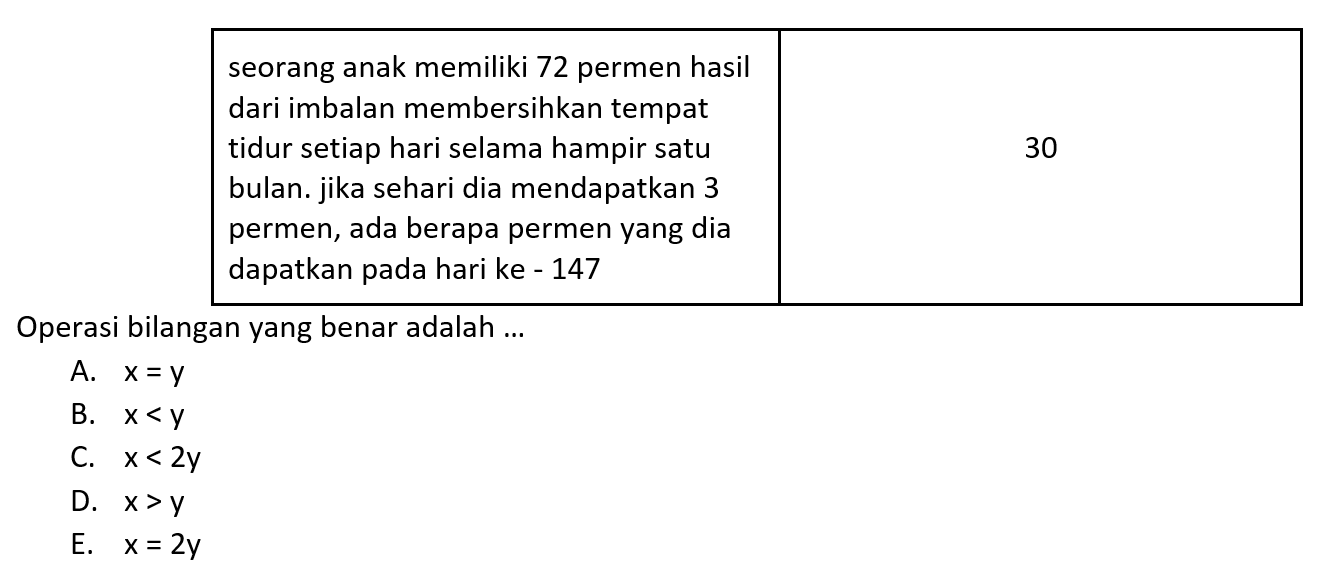 seorang anak memiliki 72 permen hasil
dari imbalan membersihkan tempat
tidur setiap hari selama hampir satu
bulan. jika sehari dia mendapatkan 3
permen, ada berapa permen yang dia
dapatkan pada hari ke - 147
30
Operasi bilangan yang benar adalah ...
A. x = y
B. x < y
C. x < 2y
D. x > y
E. x = 2y